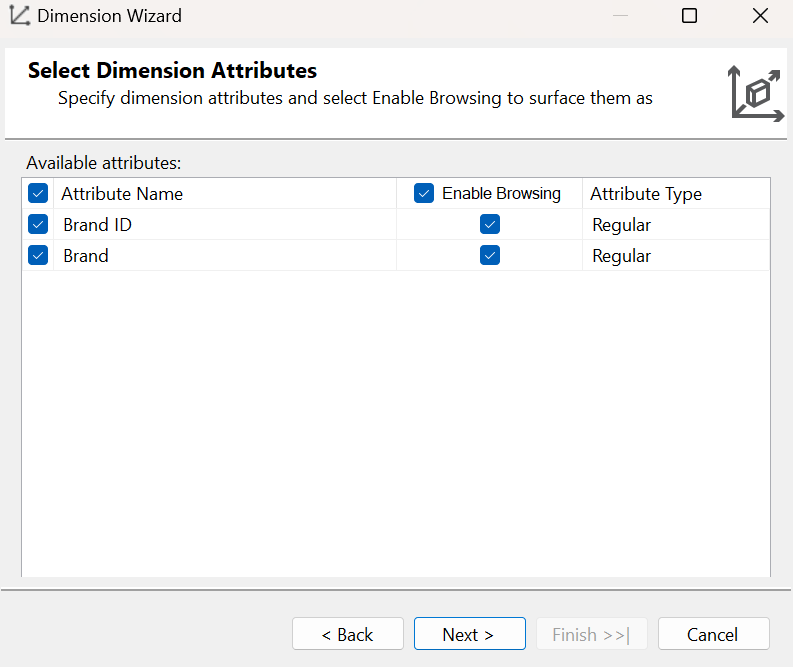 Dimension Wizard
Select Dimension Attributes
Specify dimension attributes and select Enable Browsing to surface them as
Available attributes:
Attribute Name Enable Browsing Attribute Type
Brand ID Regular
Brand Regular
< Back Next > Finish >>| Cancel